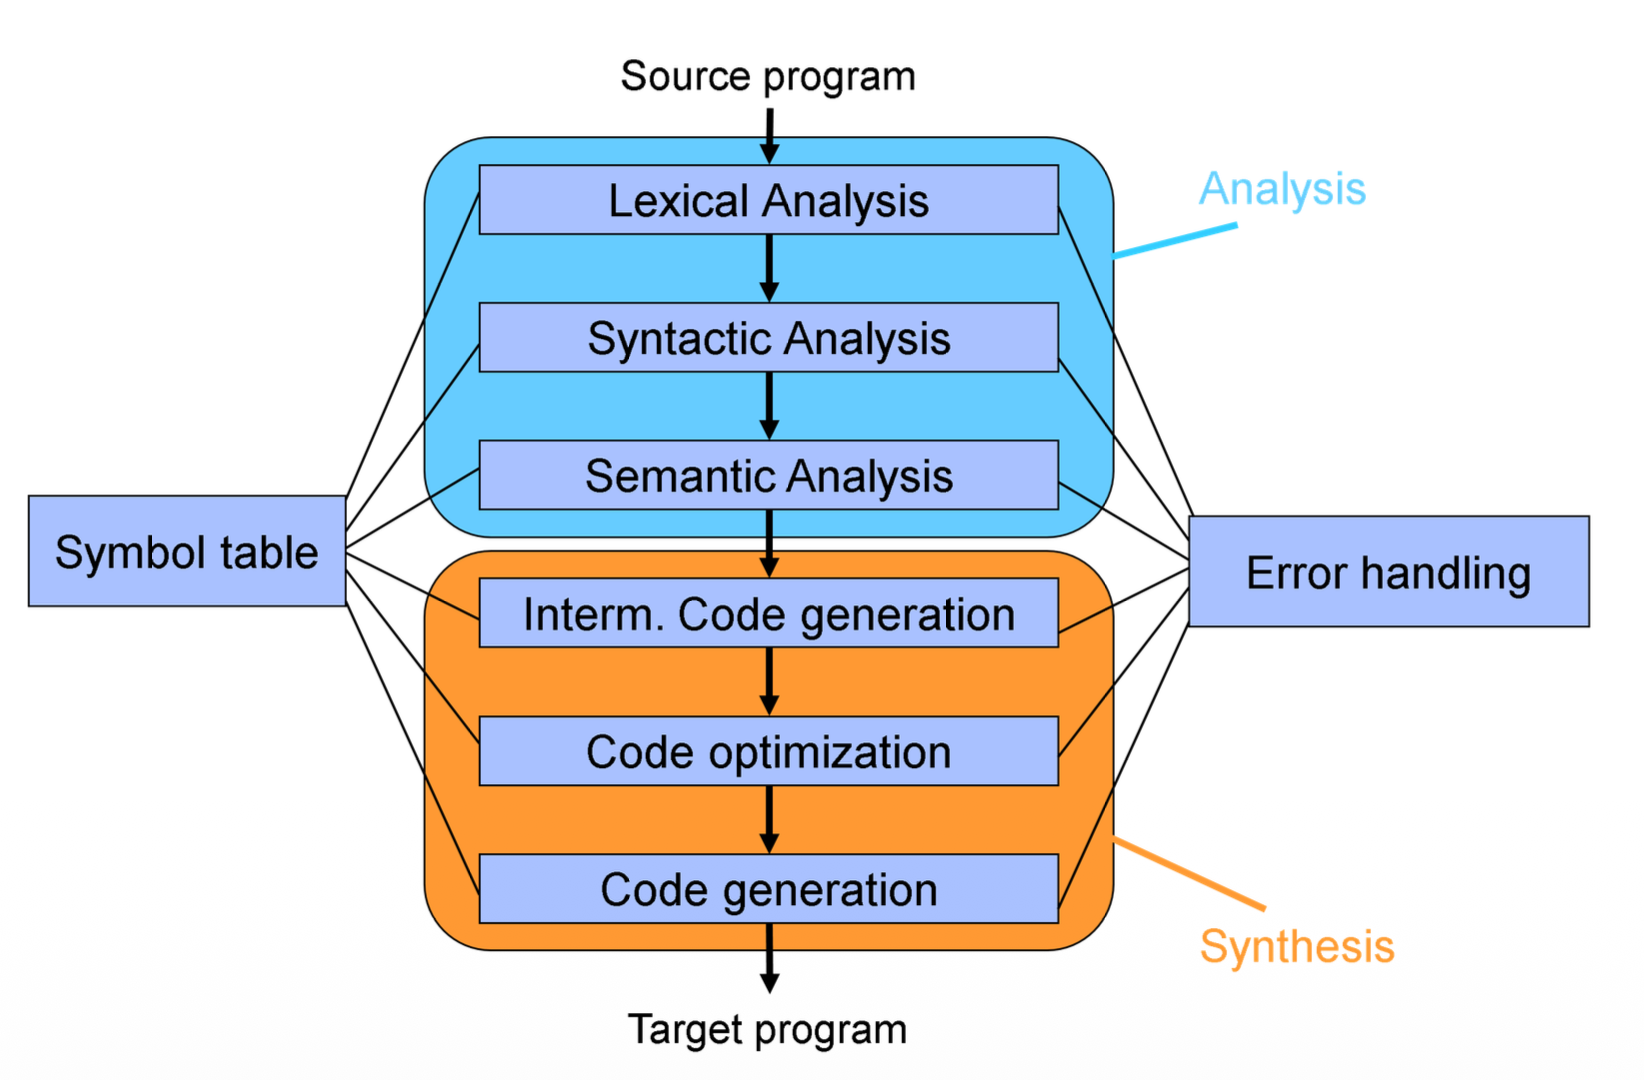 Source program
Lexical Analysis
Analysis
Syntactic Analysis
Semantic Analysis
Symbol table
Error handling
Interm. Code generation
Code optimization
Code generation
Synthesis
Target program